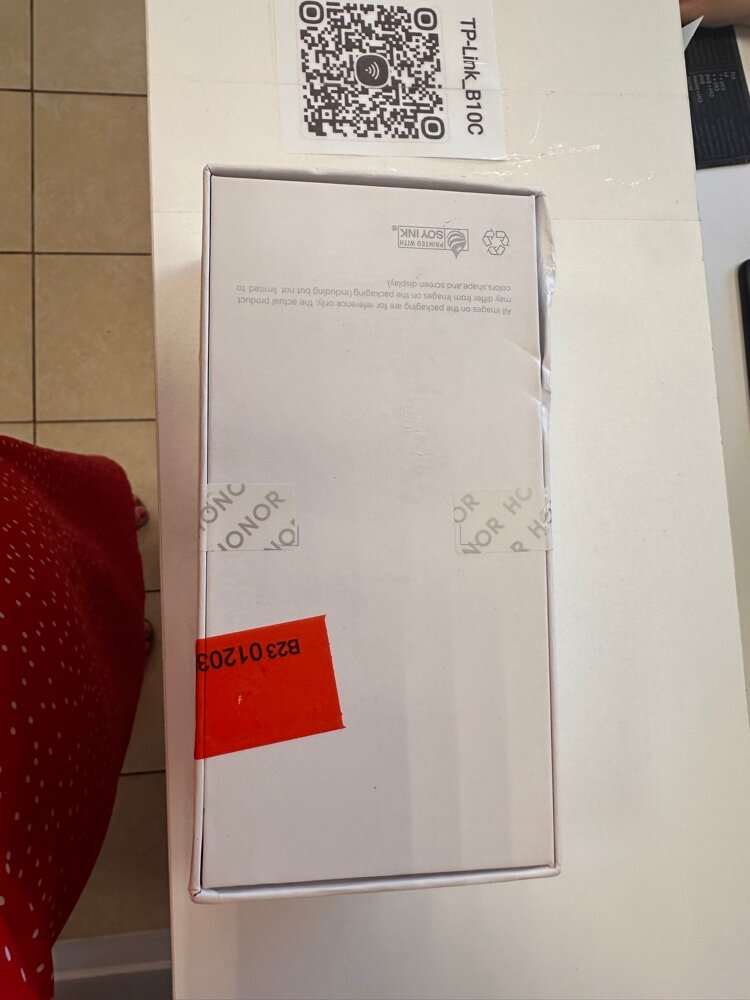 TP-Link_B10C
PRINTED WITH
SOY INK®
All images on the packaging are for reference only, the actual product
may differ from images on the packaging (including but not limited to
colors,shape,and screen display).
HONOR
HONOR
B23 01203